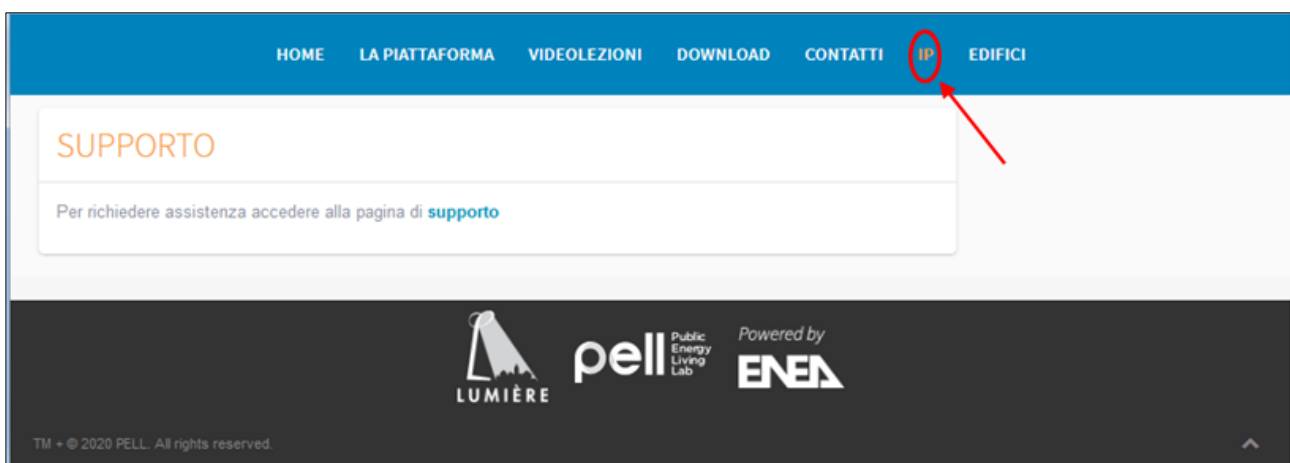 HOME LA PIATTAFORMA VIDEOLEZIONI DOWNLOAD CONTATTI IP EDIFICI
SUPPORTO
Per richiedere assistenza accedere alla pagina di supporto
LUMIÈRE
pell
Public
Energy
Living
Lab
Powered by
ENEA
TM + © 2020 PELL. All rights reserved.